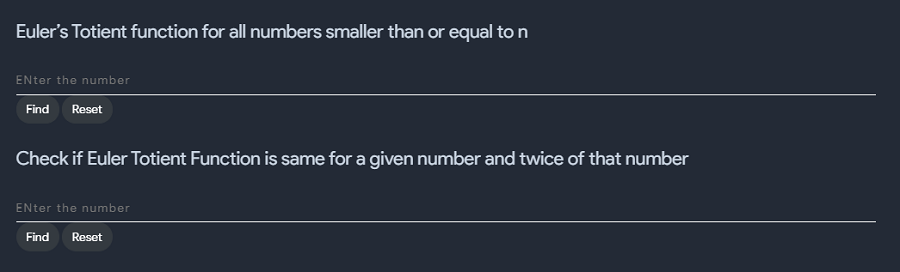 Euler’s Totient function for all numbers smaller than or equal to n
ENter the number
Find Reset
Check if Euler Totient Function is same for a given number and twice of that number
ENter the number
Find Reset